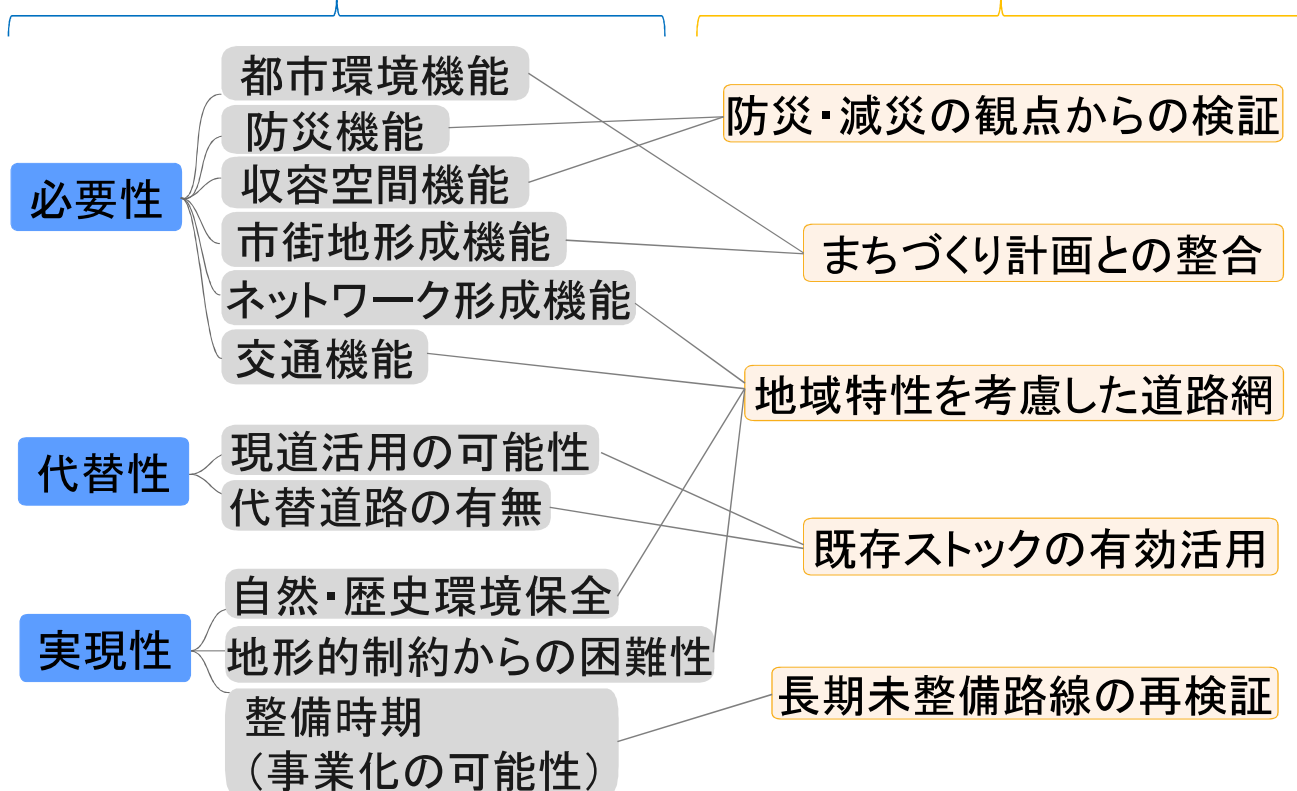 必要性
都市環境機能
防災機能
収容空間機能
市街地形成機能
ネットワーク形成機能
交通機能
代替性
現道活用の可能性
代替道路の有無
実現性
自然・歴史環境保全
地形的制約からの困難性
整備時期
（事業化の可能性）
防災・減災の観点からの検証
まちづくり計画との整合
地域特性を考慮した道路網
既存ストックの有効活用
長期未整備路線の再検証